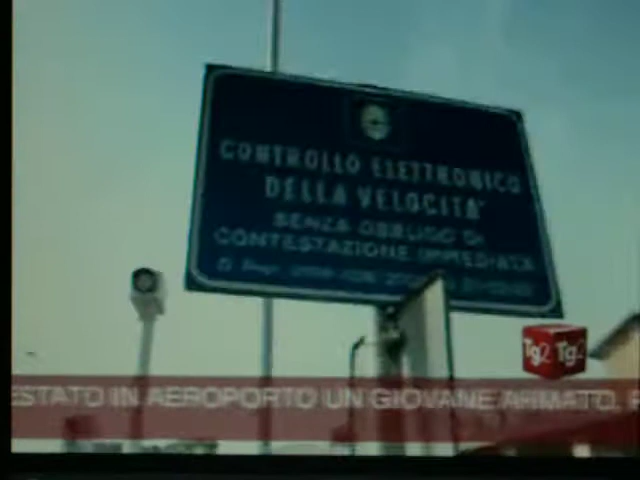 CONTROLLO ELETTRONICO
DELLA VELOCITA'
SENZA OBBLIGO DI
CONTESTAZIONE IMMEDIATA
Tg2 Tg2
ESTATO IN AEROPORTO UN GIOVANE ARMATO.